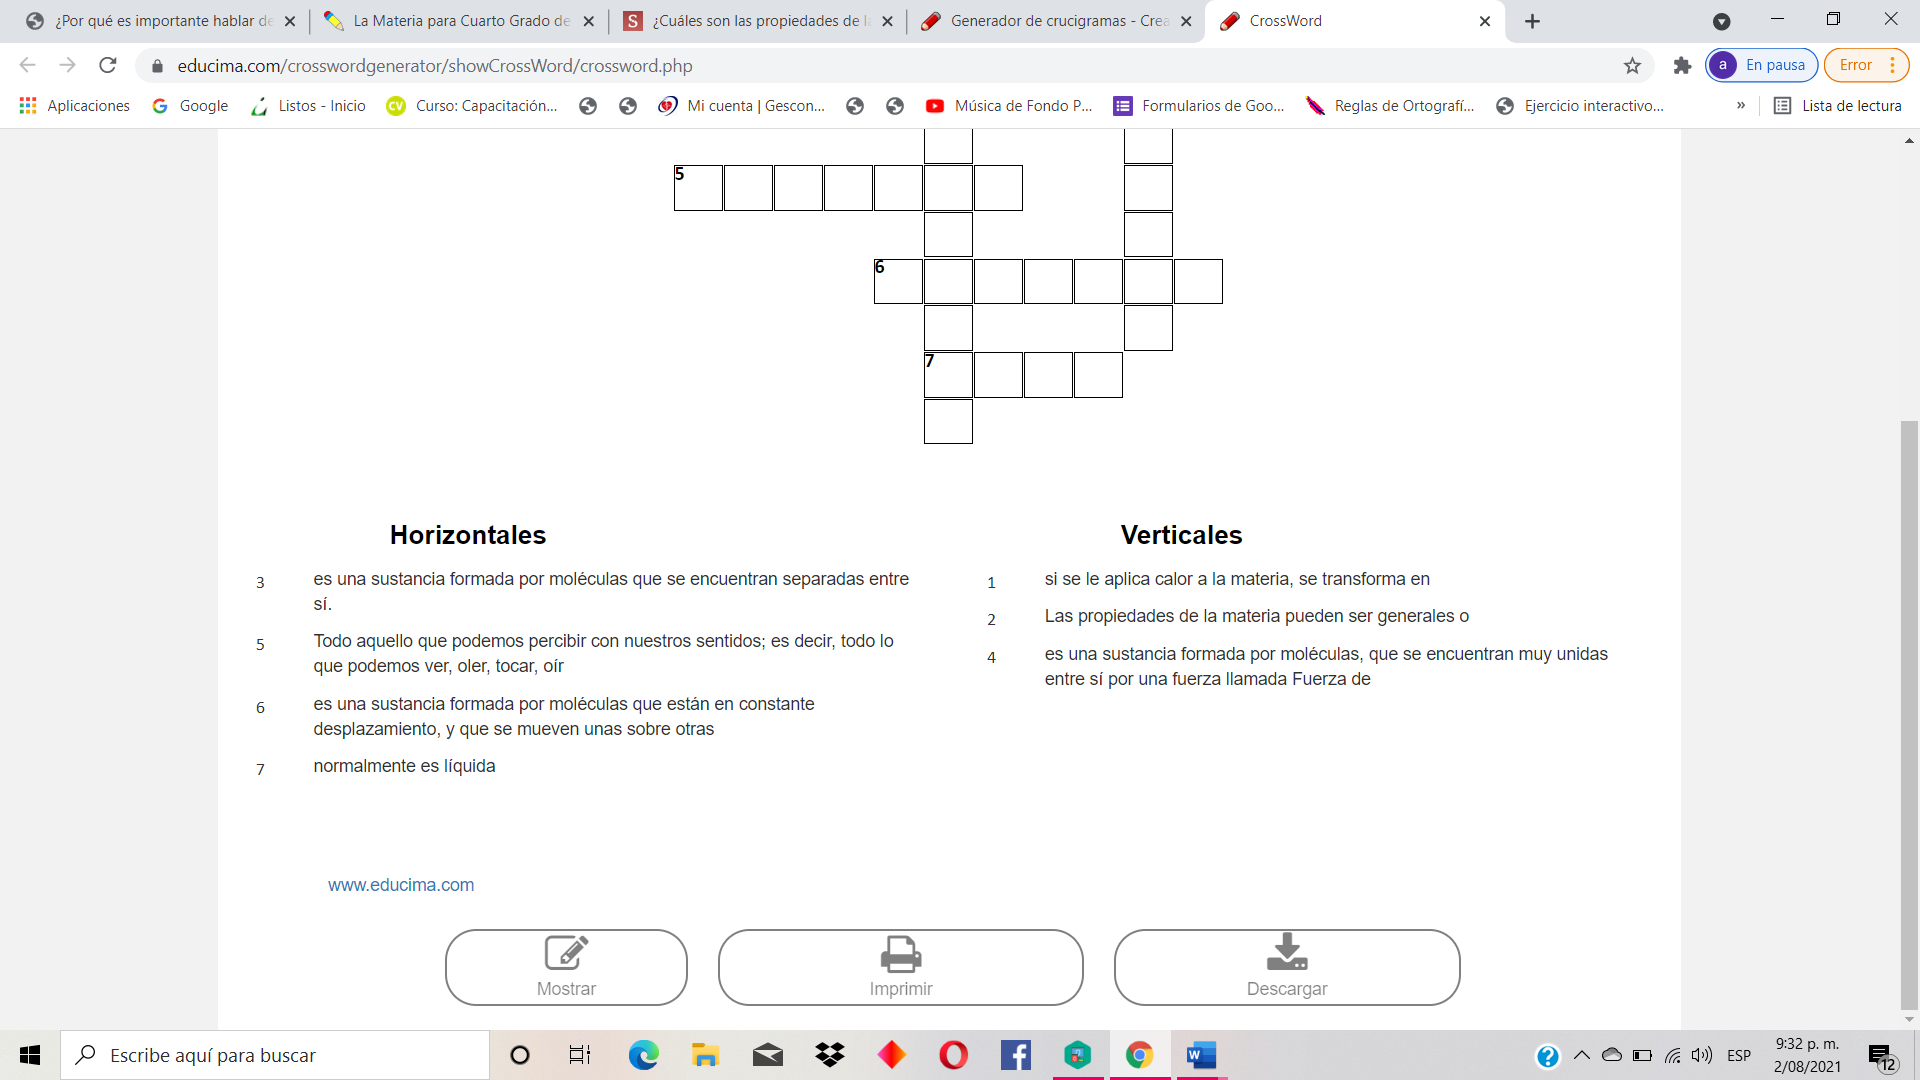 ¿Por qué es importante hablar de
La Materia para Cuarto Grado de
¿Cuáles son las propiedades de la
Generador de crucigramas - Crea
CrossWord
educima.com/crosswordgenerator/showCrossWord/crossword.php
a En pausa
Error
Aplicaciones
Google
Listos - Inicio
Curso: Capacitación...
Mi cuenta | Gescon...
Música de Fondo P...
Formularios de Goo...
Reglas de Ortografí...
Ejercicio interactivo...
»
Lista de lectura
5
6
7
Horizontales
3 es una sustancia formada por moléculas que se encuentran separadas entre
sí.
5 Todo aquello que podemos percibir con nuestros sentidos; es decir, todo lo
que podemos ver, oler, tocar, oír
6 es una sustancia formada por moléculas que están en constante
desplazamiento, y que se mueven unas sobre otras
7 normalmente es líquida
Verticales
1 si se le aplica calor a la materia, se transforma en
2 Las propiedades de la materia pueden ser generales o
4 es una sustancia formada por moléculas, que se encuentran muy unidas
entre sí por una fuerza llamada Fuerza de
www.educima.com
Mostrar
Imprimir
Descargar
Escribe aquí para buscar
ESP
9:32 p. m.
2/08/2021
12